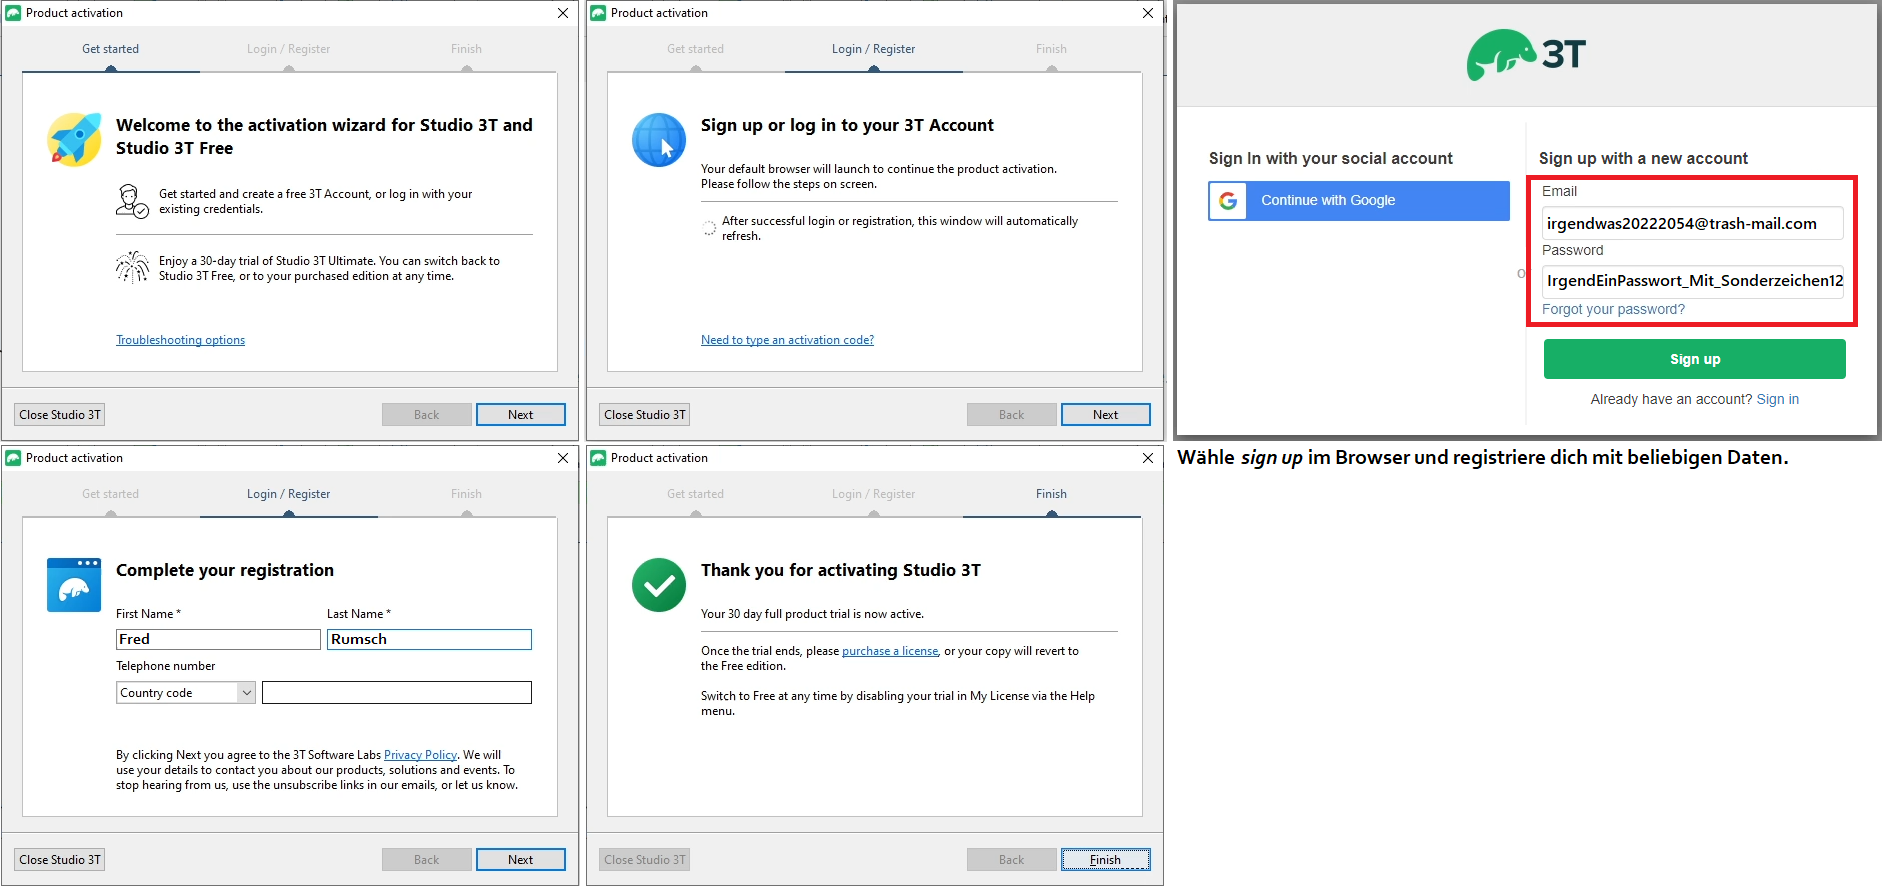 Product activation
Get started
Login / Register
Finish
Welcome to the activation wizard for Studio 3T and
Studio 3T Free
Get started and create a free 3T Account, or log in with your
existing credentials.
Enjoy a 30-day trial of Studio 3T Ultimate. You can switch back to
Studio 3T Free, or to your purchased edition at any time.
Troubleshooting options
Close Studio 3T
Back
Next
Product activation
Get started
Login / Register
Finish
Sign up or log in to your 3T Account
Your default browser will launch to continue the product activation.
Please follow the steps on screen.
After successful login or registration, this window will automatically
refresh.
Need to type an activation code?
Close Studio 3T
Back
Next
3T
Sign In with your social account
Continue with Google
Sign up with a new account
Email
irgendwas20222054@trash-mail.com
Password
IrgendEinPasswort_Mit_Sonderzeichen12
Forgot your password?
Sign up
Already have an account? Sign in
Wähle sign up im Browser und registriere dich mit beliebigen Daten.
Product activation
Get started
Login / Register
Finish
Complete your registration
First Name *
Last Name *
Fred
Rumsch
Telephone number
Country code
By clicking Next you agree to the 3T Software Labs Privacy Policy. We will
use your details to contact you about our products, solutions and events. To
stop hearing from us, use the unsubscribe links in our emails, or let us know.
Close Studio 3T
Back
Next
Product activation
Get started
Login / Register
Finish
Thank you for activating Studio 3T
Your 30 day full product trial is now active.
Once the trial ends, please purchase a license, or your copy will revert to
the Free edition.
Switch to Free at any time by disabling your trial in My License via the Help
menu.
Close Studio 3T
Back
Finish